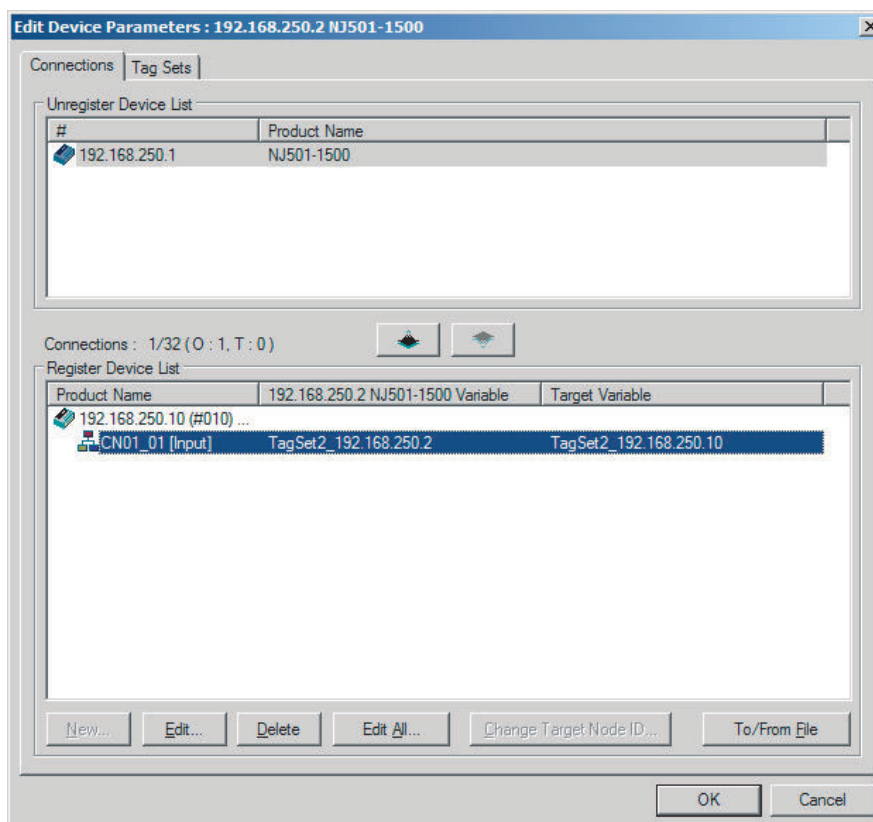 Edit Device Parameters : 192.168.250.2 NJ501-1500
Connections Tag Sets
Unregister Device List
# Product Name
192.168.250.1 NJ501-1500
Connections : 1/32 ( O : 1, T : 0 )
Register Device List
Product Name 192.168.250.2 NJ501-1500 Variable Target Variable
192.168.250.10 (#010) ...
CN01_01 [Input] TagSet2_192.168.250.2 TagSet2_192.168.250.10
New... Edit... Delete Edit All... Change Target Node ID... To/From File
OK Cancel